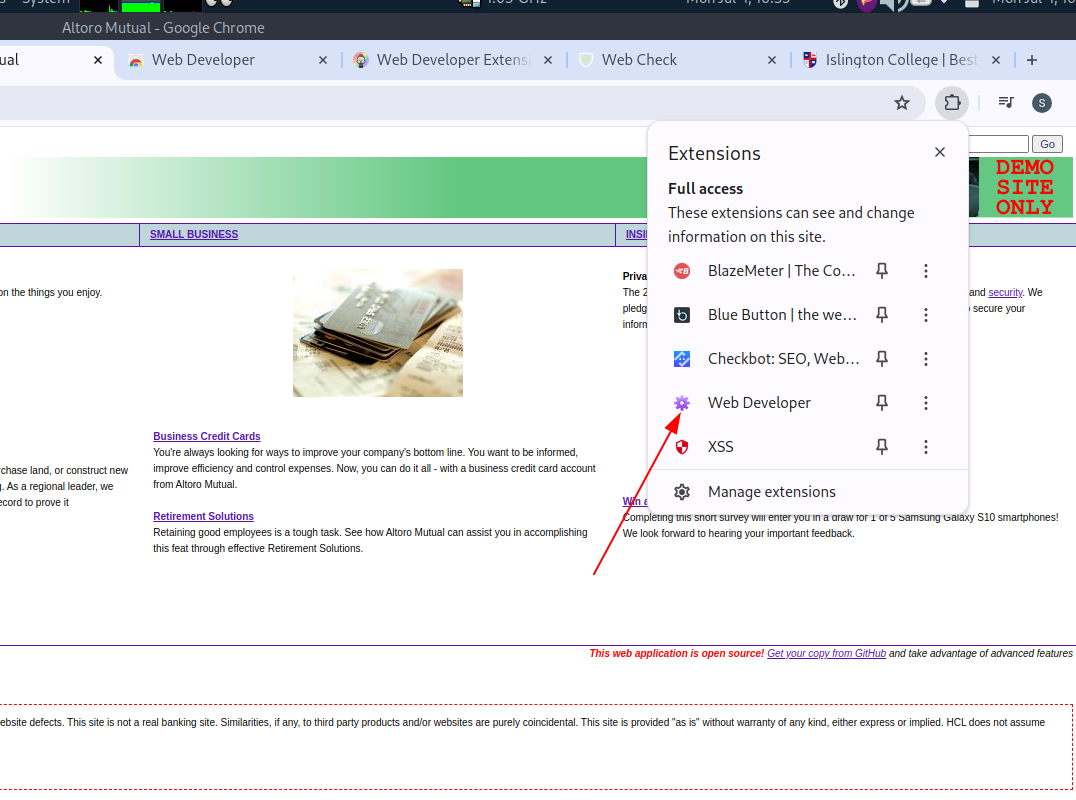 System
1.05 GHz
Altoro Mutual - Google Chrome
ual
Web Developer
Web Developer Extens
Web Check
Islington College | Best
S
Extensions
Full access
These extensions can see and change
information on this site.
BlazeMeter | The Co...
Blue Button | the we...
Checkbot: SEO, Web...
Web Developer
XSS
Manage extensions
Go
DEMO
SITE
ONLY
SMALL BUSINESS
INSI
on the things you enjoy.
rchase land, or construct new
g. As a regional leader, we
ecord to prove it
Business Credit Cards
You're always looking for ways to improve your company's bottom line. You want to be informed,
improve efficiency and control expenses. Now, you can do it all - with a business credit card account
from Altoro Mutual.
Retirement Solutions
Retaining good employees is a tough task. See how Altoro Mutual can assist you in accomplishing
this feat through effective Retirement Solutions.
Priva
The 2 and security. We
pledg secure your
inform
Win a
Completing this short survey will enter you in a draw for 1 of 5 Samsung Galaxy S10 smartphones!
We look forward to hearing your important feedback.
This web application is open source! Get your copy from GitHub and take advantage of advanced features
ebsite defects. This site is not a real banking site. Similarities, if any, to third party products and/or websites are purely coincidental. This site is provided "as is" without warranty of any kind, either express or implied. HCL does not assume